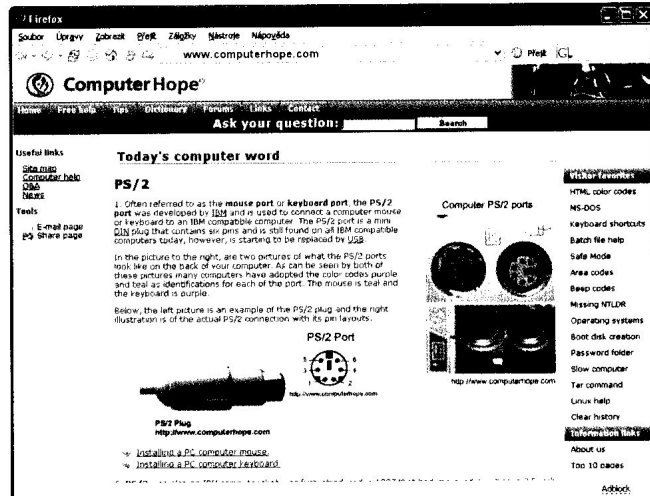 Firefox
Soubor Úpravy Zobrazit Přejít Záložky Nástroje Nápověda
www.computerhope.com Přejít
ComputerHope
Home Free help Tips Dictionary Forums Links Contact
Ask your question: Search
Useful links
Site map
Computer help
Q&A
News
Tools
E-mail page
Share page
Today's computer word
PS/2
1. Often referred to as the mouse port or keyboard port, the PS/2
port was developed by IBM and is used to connect a computer mouse
or keyboard to an IBM compatible computer. The PS/2 port is a mini
DIN plug that contains six pins and is still found on all IBM compatible
computers today, however, is starting to be replaced by USB.
In the picture to the right, are two pictures of what the PS/2 ports
look like on the back of your computer. As can be seen by both of
these pictures many computers have adopted the color codes purple
and teal as identifications for each of the port. The mouse is teal and
the keyboard is purple.
Below, the left picture is an example of the PS/2 plug and the right
illustration is of the actual PS/2 connection with its pin layouts.
PS/2 Port
5 6
3 4
1 2
http://www.computerhope.com
PS/2 Plug
http://www.computerhope.com
Installing a PC computer mouse.
Installing a PC computer keyboard.
Computer PS/2 ports
http://www.computerhope.com
Visitor favorites
HTML color codes
MS-DOS
Keyboard shortcuts
Batch file help
Safe Mode
Area codes
Beep codes
Missing NTLDR
Operating systems
Boot disk creation
Password folder
Slow computer
Tar command
Linux help
Clear history
Information links
About us
Top 10 pages
Adblock